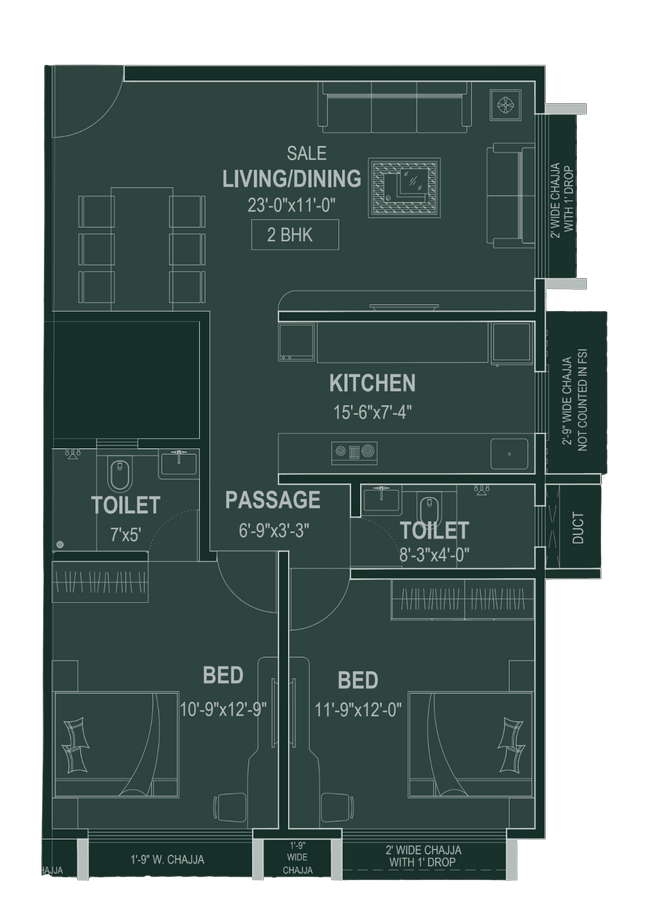 SALE
LIVING/DINING
23'-0"x11'-0"
2 BHK
2' WIDE CHAJJA
WITH 1' DROP
KITCHEN
15'-6"x7'-4"
2'-9" WIDE CHAJJA
NOT COUNTED IN FSI
TOILET
7'x5'
PASSAGE
6'-9"x3'-3"
TOILET
8'-3"x4'-0"
DUCT
BED
10'-9"x12'-9"
BED
11'-9"x12'-0"
HAJJA
1'-9" W. CHAJJA
1'-9"
WIDE
CHAJJA
2' WIDE CHAJJA
WITH 1' DROP